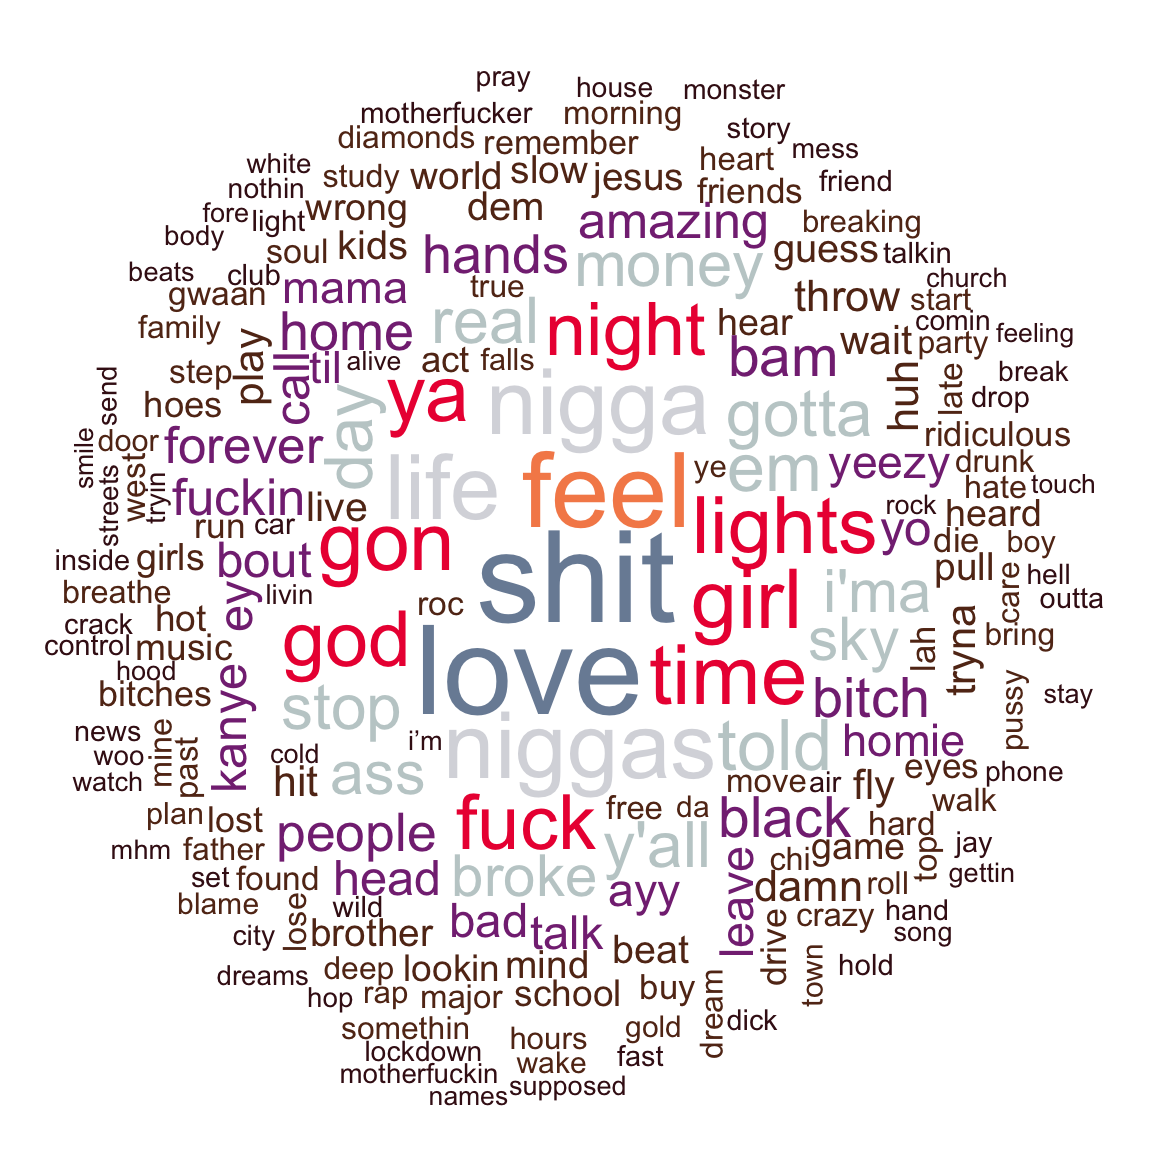 pray
house
monster
motherfucker
morning
diamonds
remember
story
mess
white
study
world
slow
jesus
heart
friend
nothin
friends
fore
light
wrong
dem
amazing
breaking
body
soul
kids
hands
money
guess
talkin
beats
club
mama
true
church
gwaan
throw
start
family
play
home
real
night
hear
wait
comin
party
feeling
step
call
til
alive
act
falls
bam
huh
late
break
send
hoes
day
ya
nigga
gotta
drop
smile
door
forever
ridiculous
streets
west
tryin
fuckin
live
life
feel
ye
em
yeezy
drunk
hate
touch
run
car
gon
lights
rock
yo
heard
inside
girls
bout
shit
die
boy
breathe
ey
livin
roc
girl
i'ma
pull
care
hell
outta
crack
hot
god
love
time
sky
lah
tryna
bring
control
music
hood
bitches
kanye
stop
bitch
pussy
stay
news
mine
past
i’m
niggas
told
homie
woo
cold
watch
hit
ass
move
air
fly
eyes
phone
plan
lost
people
fuck
free
da
y'all
black
hard
walk
mhm
father
chi
game
top
jay
set
found
head
broke
ayy
leave
damn
roll
gettin
blame
lose
wild
bad
talk
drive
crazy
hand
city
brother
beat
song
dreams
deep
lookin
mind
town
hold
hop
rap
major
school
buy
dream
somethin
hours
gold
dick
lockdown
wake
fast
motherfuckin
supposed
names